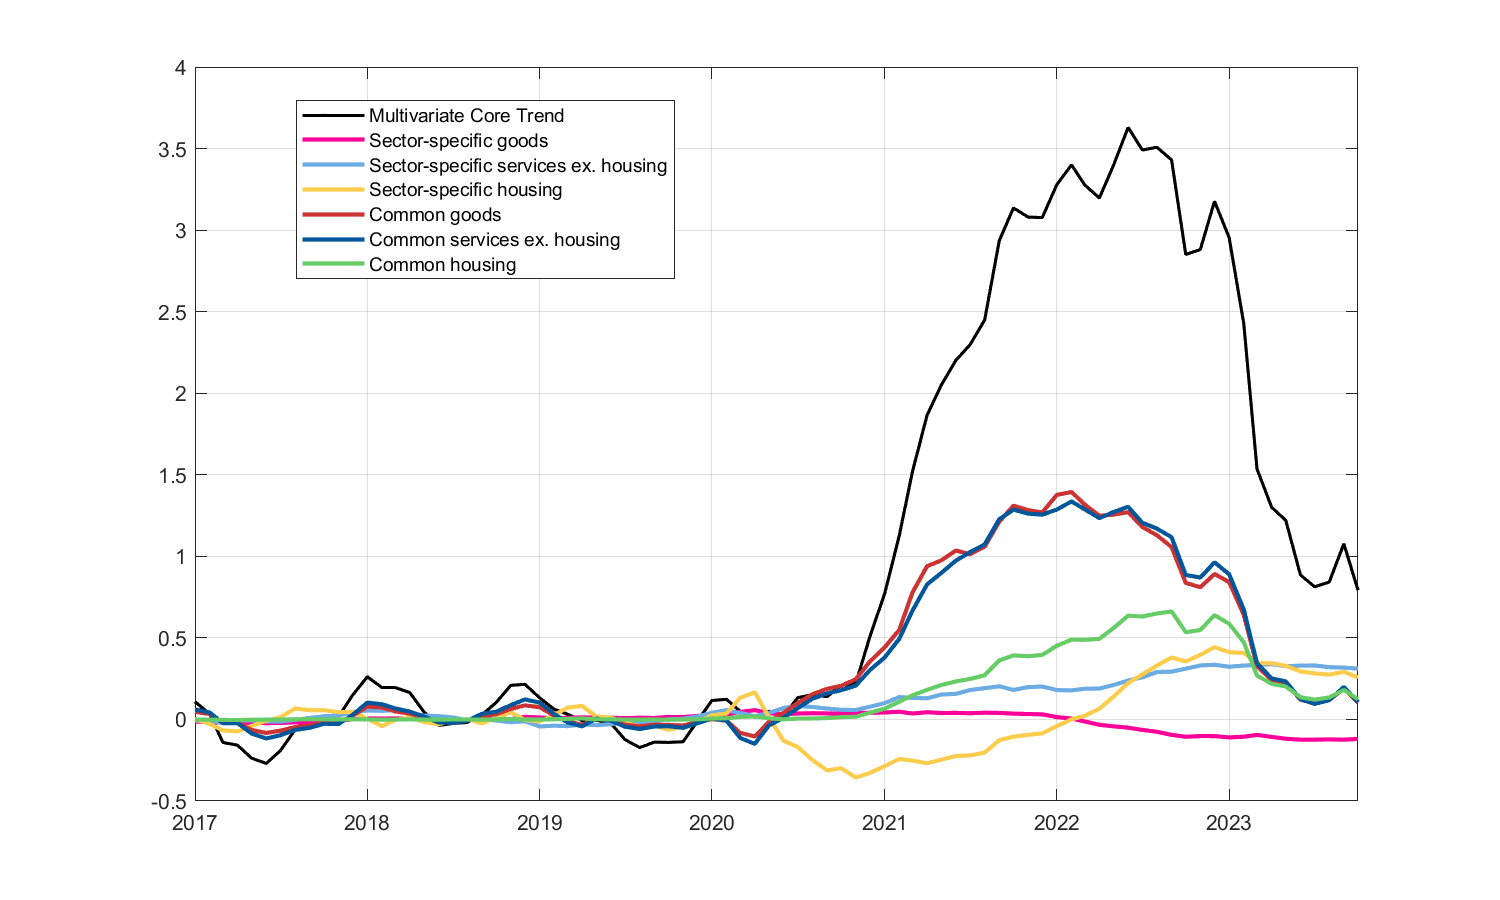 4
3.5
3
2.5
2
1.5
1
0.5
0
-0.5
Multivariate Core Trend
Sector-specific goods
Sector-specific services ex. housing
Sector-specific housing
Common goods
Common services ex. housing
Common housing
2017 2018 2019 2020 2021 2022 2023